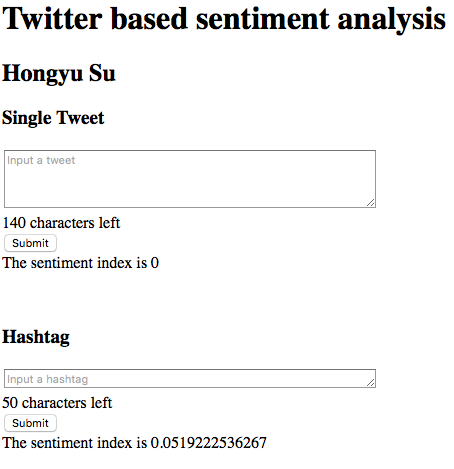 Twitter based sentiment analysis
Hongyu Su
Single Tweet
Input a tweet
140 characters left
Submit
The sentiment index is 0
Hashtag
Input a hashtag
50 characters left
Submit
The sentiment index is 0.0519222536267